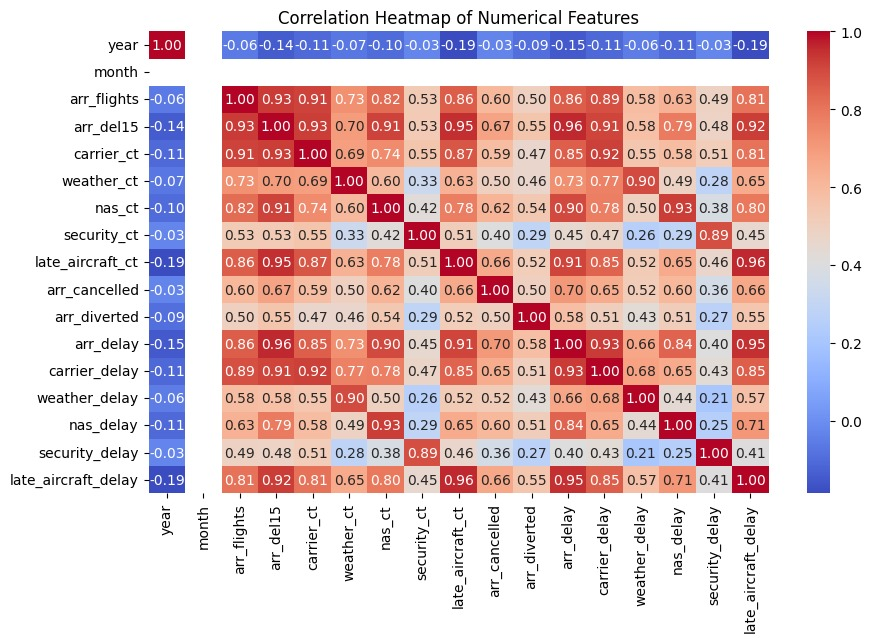 Correlation Heatmap of Numerical Features
year 1.00 -0.06 -0.14 -0.11 -0.07 -0.10 -0.03 -0.19 -0.03 -0.09 -0.15 -0.11 -0.06 -0.11 -0.03 -0.19
month
arr_flights -0.06 1.00 0.93 0.91 0.73 0.82 0.53 0.86 0.60 0.50 0.86 0.89 0.58 0.63 0.49 0.81
arr_del15 -0.14 0.93 1.00 0.93 0.70 0.91 0.53 0.95 0.67 0.55 0.96 0.91 0.58 0.79 0.48 0.92
carrier_ct -0.11 0.91 0.93 1.00 0.69 0.74 0.55 0.87 0.59 0.47 0.85 0.92 0.55 0.58 0.51 0.81
weather_ct -0.07 0.73 0.70 0.69 1.00 0.60 0.33 0.63 0.50 0.46 0.73 0.77 0.90 0.49 0.28 0.65
nas_ct -0.10 0.82 0.91 0.74 0.60 1.00 0.42 0.78 0.62 0.54 0.90 0.78 0.50 0.93 0.38 0.80
security_ct -0.03 0.53 0.53 0.55 0.33 0.42 1.00 0.51 0.40 0.29 0.45 0.47 0.26 0.29 0.89 0.45
late_aircraft_ct -0.19 0.86 0.95 0.87 0.63 0.78 0.51 1.00 0.66 0.52 0.91 0.85 0.52 0.65 0.46 0.96
arr_cancelled -0.03 0.60 0.67 0.59 0.50 0.62 0.40 0.66 1.00 0.50 0.70 0.65 0.52 0.60 0.36 0.66
arr_diverted -0.09 0.50 0.55 0.47 0.46 0.54 0.29 0.52 0.50 1.00 0.58 0.51 0.43 0.51 0.27 0.55
arr_delay -0.15 0.86 0.96 0.85 0.73 0.90 0.45 0.91 0.70 0.58 1.00 0.93 0.66 0.84 0.40 0.95
carrier_delay -0.11 0.89 0.91 0.92 0.77 0.78 0.47 0.85 0.65 0.51 0.93 1.00 0.68 0.65 0.43 0.85
weather_delay -0.06 0.58 0.58 0.55 0.90 0.50 0.26 0.52 0.52 0.43 0.66 0.68 1.00 0.44 0.21 0.57
nas_delay -0.11 0.63 0.79 0.58 0.49 0.93 0.29 0.65 0.60 0.51 0.84 0.65 0.44 1.00 0.25 0.71
security_delay -0.03 0.49 0.48 0.51 0.28 0.38 0.89 0.46 0.36 0.27 0.40 0.43 0.21 0.25 1.00 0.41
late_aircraft_delay -0.19 0.81 0.92 0.81 0.65 0.80 0.45 0.96 0.66 0.55 0.95 0.85 0.57 0.71 0.41 1.00
year
month
arr_flights
arr_del15
carrier_ct
weather_ct
nas_ct
security_ct
late_aircraft_ct
arr_cancelled
arr_diverted
arr_delay
carrier_delay
weather_delay
nas_delay
security_delay
late_aircraft_delay
1.0
0.8
0.6
0.4
0.2
0.0